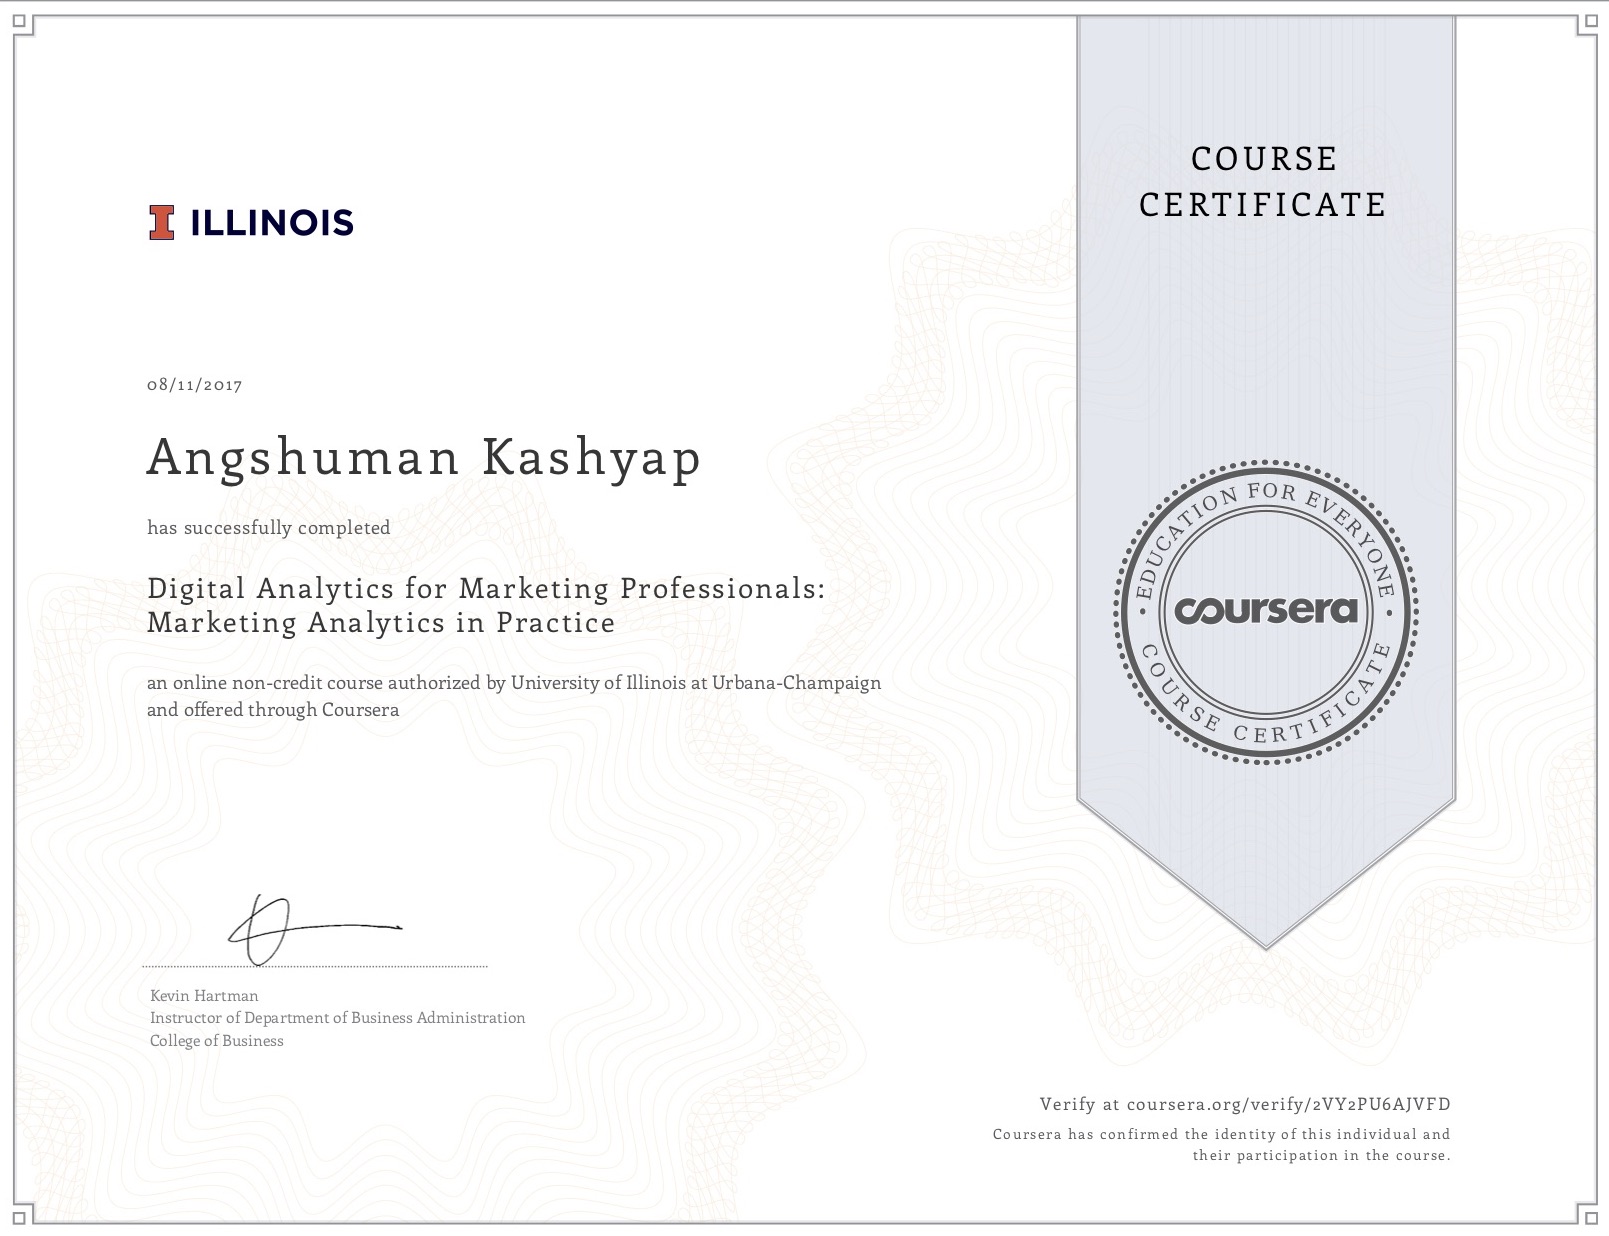 COURSE
CERTIFICATE
ILLINOIS
08/11/2017
Angshuman Kashyap
has successfully completed
Digital Analytics for Marketing Professionals:
Marketing Analytics in Practice
an online non-credit course authorized by University of Illinois at Urbana-Champaign
and offered through Coursera
EDUCATION FOR EVERYONE
coursera
COURSE CERTIFICATE
Kevin Hartman
Instructor of Department of Business Administration
College of Business
Verify at coursera.org/verify/2VY2PU6AJVFD
Coursera has confirmed the identity of this individual and
their participation in the course.